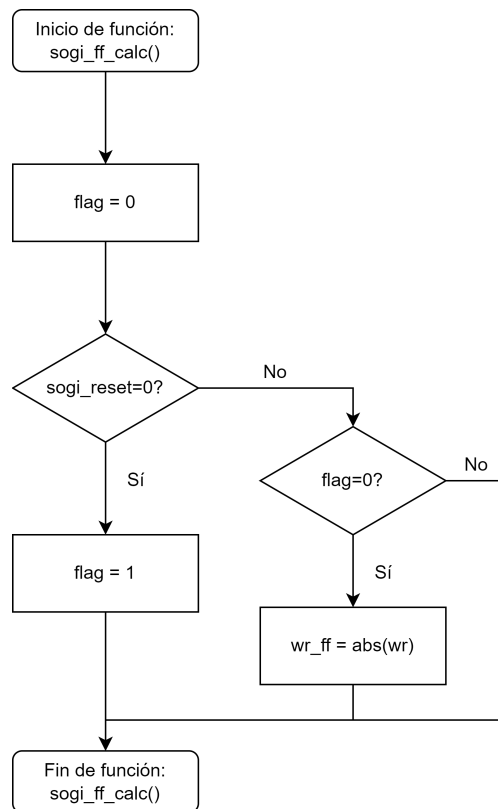 Inicio de función:
sogi_ff_calc()
flag = 0
sogi_reset=0?
No
flag=0?
No
Sí
Sí
flag = 1
wr_ff = abs(wr)
Fin de función:
sogi_ff_calc()